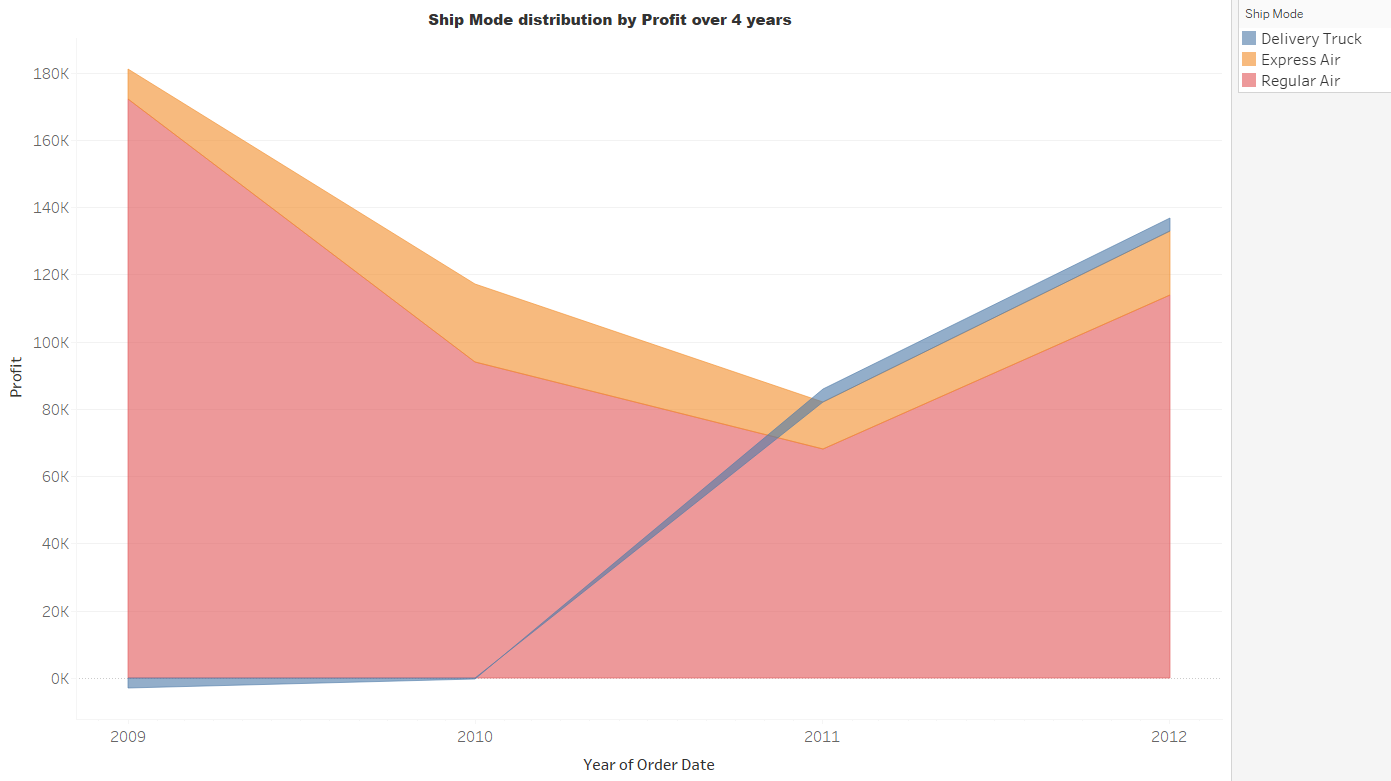 Ship Mode distribution by Profit over 4 years
Ship Mode
Delivery Truck
Express Air
Regular Air
Profit
180K
160K
140K
120K
100K
80K
60K
40K
20K
0K
2009 2010 2011 2012
Year of Order Date